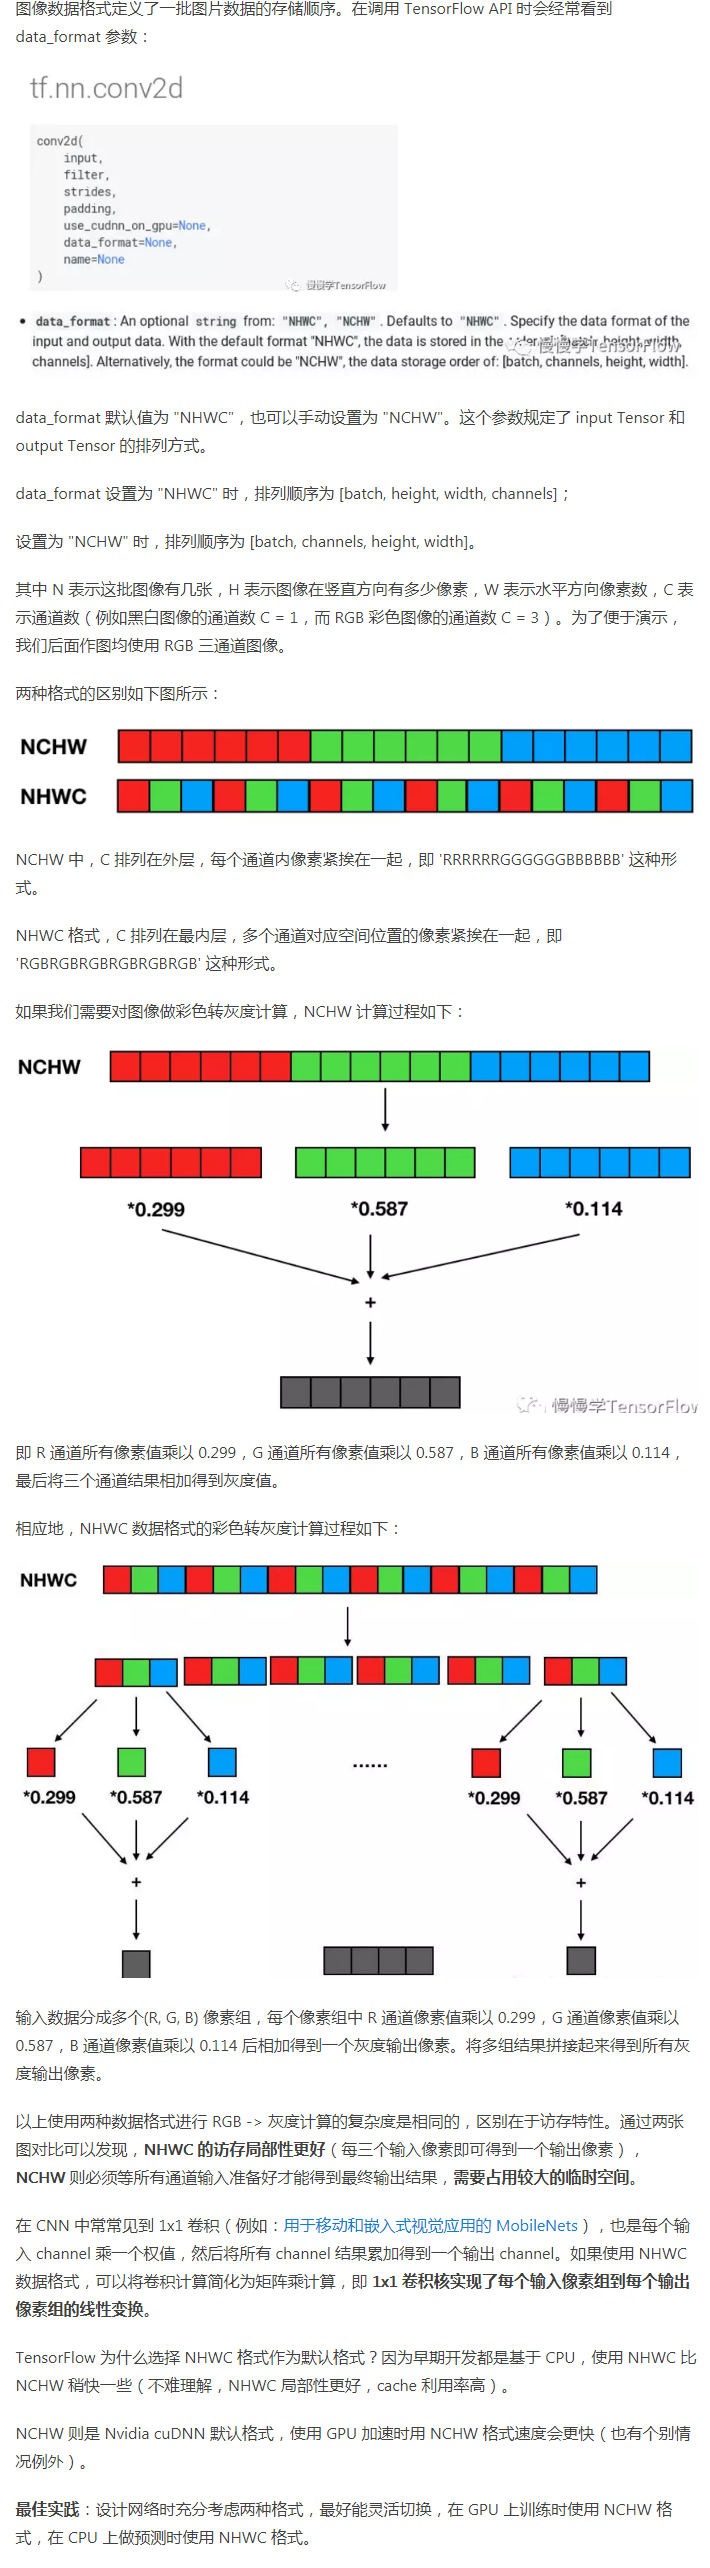 图像数据格式定义了一批图片数据的存储顺序。在调用 TensorFlow API 时会经常看到
data_format 参数：
tf.nn.conv2d
conv2d(
input,
filter,
strides,
padding,
use_cudnn_on_gpu=None,
data_format=None,
name=None
)
慢慢学TensorFlow
• data_format: An optional string from: "NHWC", "NCHW". Defaults to "NHWC". Specify the data format of the
input and output data. With the default format "NHWC", the data is stored in the height, width,
慢慢学TensorFlow
channels]. Alternatively, the format could be "NCHW", the data storage order of: [batch, channels, height, width].
data_format 默认值为 "NHWC"，也可以手动设置为 "NCHW"。这个参数规定了 input Tensor 和
output Tensor 的排列方式。
data_format 设置为 "NHWC" 时，排列顺序为 [batch, height, width, channels]；
设置为 "NCHW" 时，排列顺序为 [batch, channels, height, width]。
其中 N 表示这批图像有几张，H 表示图像在竖直方向有多少像素，W 表示水平方向像素数，C 表
示通道数（例如黑白图像的通道数 C = 1，而 RGB 彩色图像的通道数 C = 3）。为了便于演示，
我们后面作图均使用 RGB 三通道图像。
两种格式的区别如下图所示：
NCHW
NHWC
NCHW 中，C 排列在外层，每个通道内像素紧挨在一起，即 'RRRRRRGGGGGGBBBBBB' 这种形
式。
NHWC 格式，C 排列在最内层，多个通道对应空间位置的像素紧挨在一起，即
'RGBRGBRGBRGBRGBRGB' 这种形式。
如果我们需要对图像做彩色转灰度计算，NCHW 计算过程如下：
NCHW
*0.299 *0.587 *0.114
+
慢慢学TensorFlow
即 R 通道所有像素值乘以 0.299，G 通道所有像素值乘以 0.587，B 通道所有像素值乘以 0.114，
最后将三个通道结果相加得到灰度值。
相应地，NHWC 数据格式的彩色转灰度计算过程如下：
NHWC
......
*0.299 *0.587 *0.114 *0.299 *0.587 *0.114
+ +
输入数据分成多个(R, G, B) 像素组，每个像素组中 R 通道像素值乘以 0.299，G 通道像素值乘以
0.587，B 通道像素值乘以 0.114 后相加得到一个灰度输出像素。将多组结果拼接起来得到所有灰
度输出像素。
以上使用两种数据格式进行 RGB -> 灰度计算的复杂度是相同的，区别在于访存特性。通过两张
图对比可以发现，NHWC 的访存局部性更好（每三个输入像素即可得到一个输出像素），
NCHW 则必须等所有通道输入准备好才能得到最终输出结果，需要占用较大的临时空间。
在 CNN 中常常见到 1x1 卷积（例如：用于移动和嵌入式视觉应用的 MobileNets），也是每个输
入 channel 乘一个权值，然后将所有 channel 结果累加得到一个输出 channel。如果使用 NHWC
数据格式，可以将卷积计算简化为矩阵乘计算，即 1x1 卷积核实现了每个输入像素组到每个输出
像素组的线性变换。
TensorFlow 为什么选择 NHWC 格式作为默认格式？因为早期开发都是基于 CPU，使用 NHWC 比
NCHW 稍快一些（不难理解，NHWC 局部性更好，cache 利用率高）。
NCHW 则是 Nvidia cuDNN 默认格式，使用 GPU 加速时用 NCHW 格式速度会更快（也有个别情
况例外）。
最佳实践：设计网络时充分考虑两种格式，最好能灵活切换，在 GPU 上训练时使用 NCHW 格
式，在 CPU 上做预测时使用 NHWC 格式。